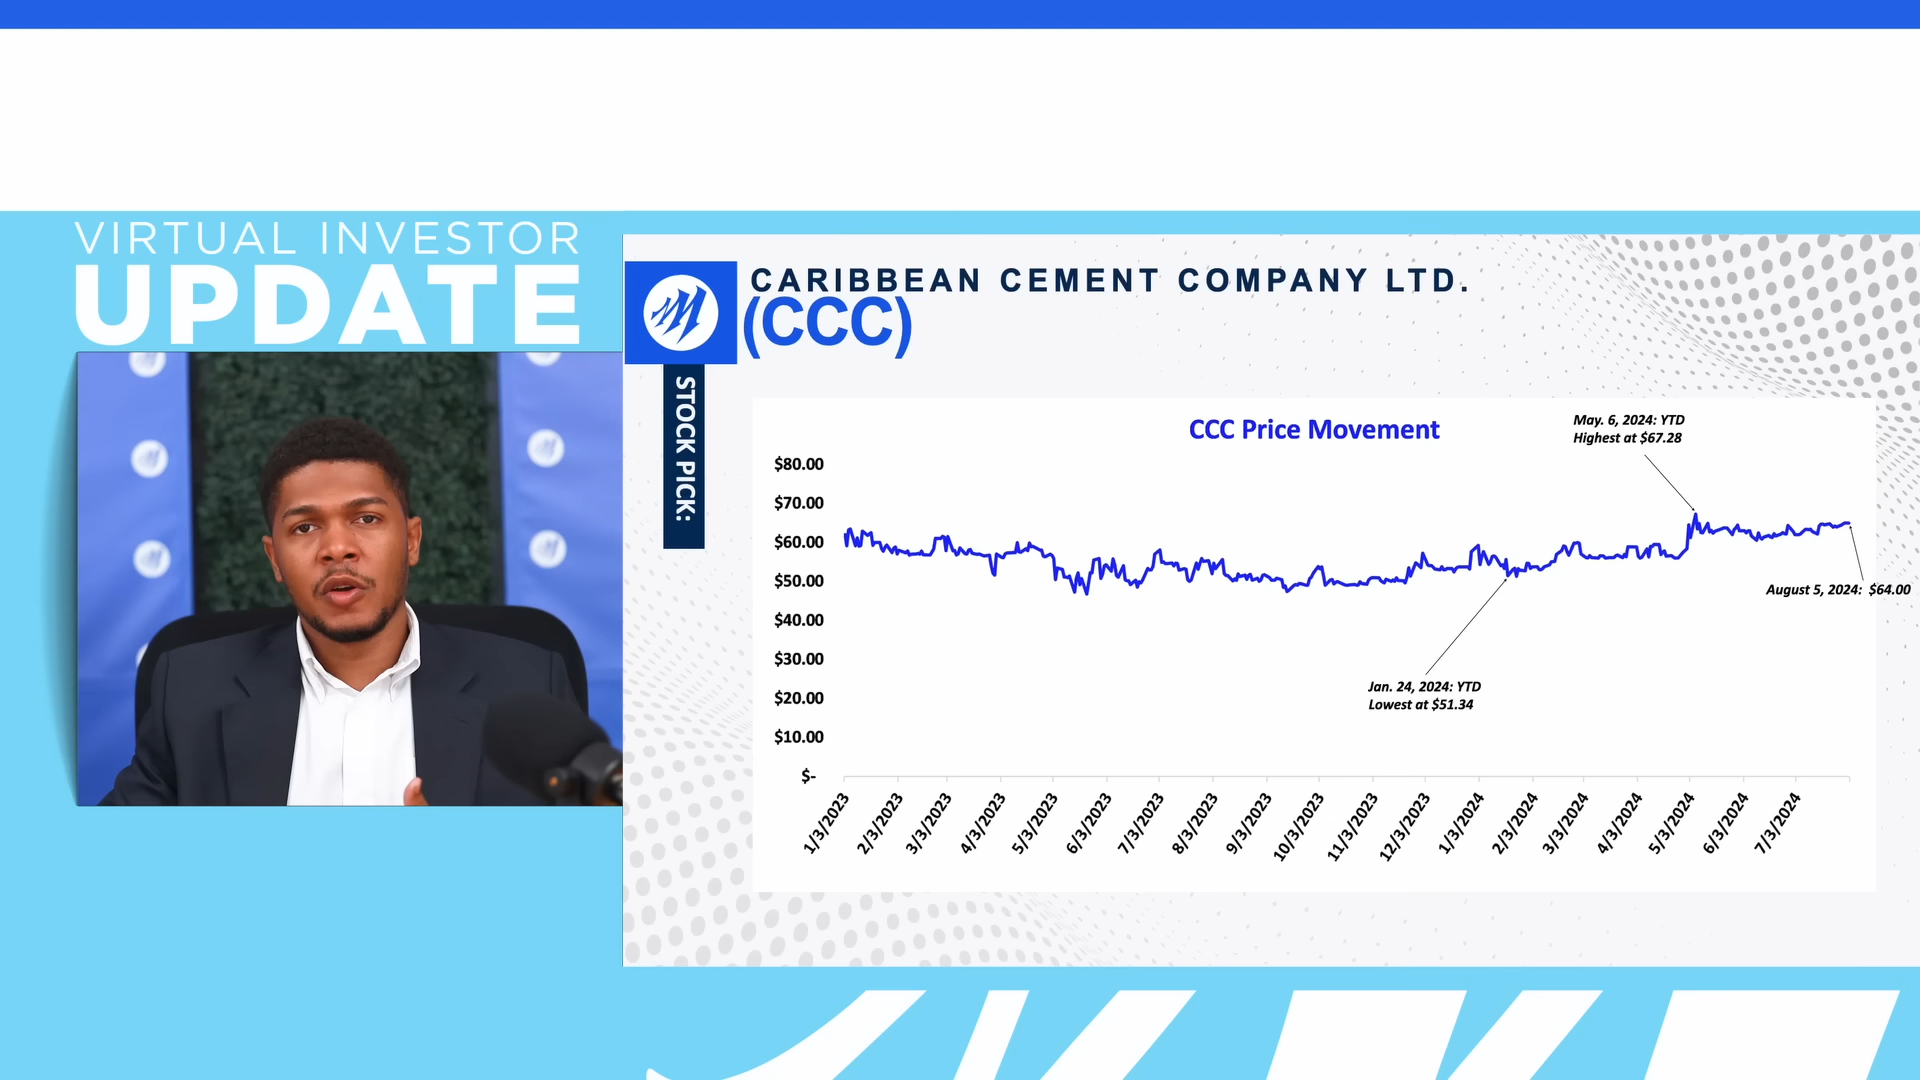 VIRTUAL INVESTOR
UPDATE
CARIBBEAN CEMENT COMPANY LTD.
(CCC)
STOCK PICK:
CCC Price Movement
May. 6, 2024: YTD
Highest at $67.28
$80.00
$70.00
$60.00
$50.00
$40.00
$30.00
$20.00
$10.00
$-
August 5, 2024: $64.00
Jan. 24, 2024: YTD
Lowest at $51.34
1/3/2023
2/3/2023
3/3/2023
4/3/2023
5/3/2023
6/3/2023
7/3/2023
8/3/2023
9/3/2023
10/3/2023
11/3/2023
12/3/2023
1/3/2024
2/3/2024
3/3/2024
4/3/2024
5/3/2024
6/3/2024
7/3/2024